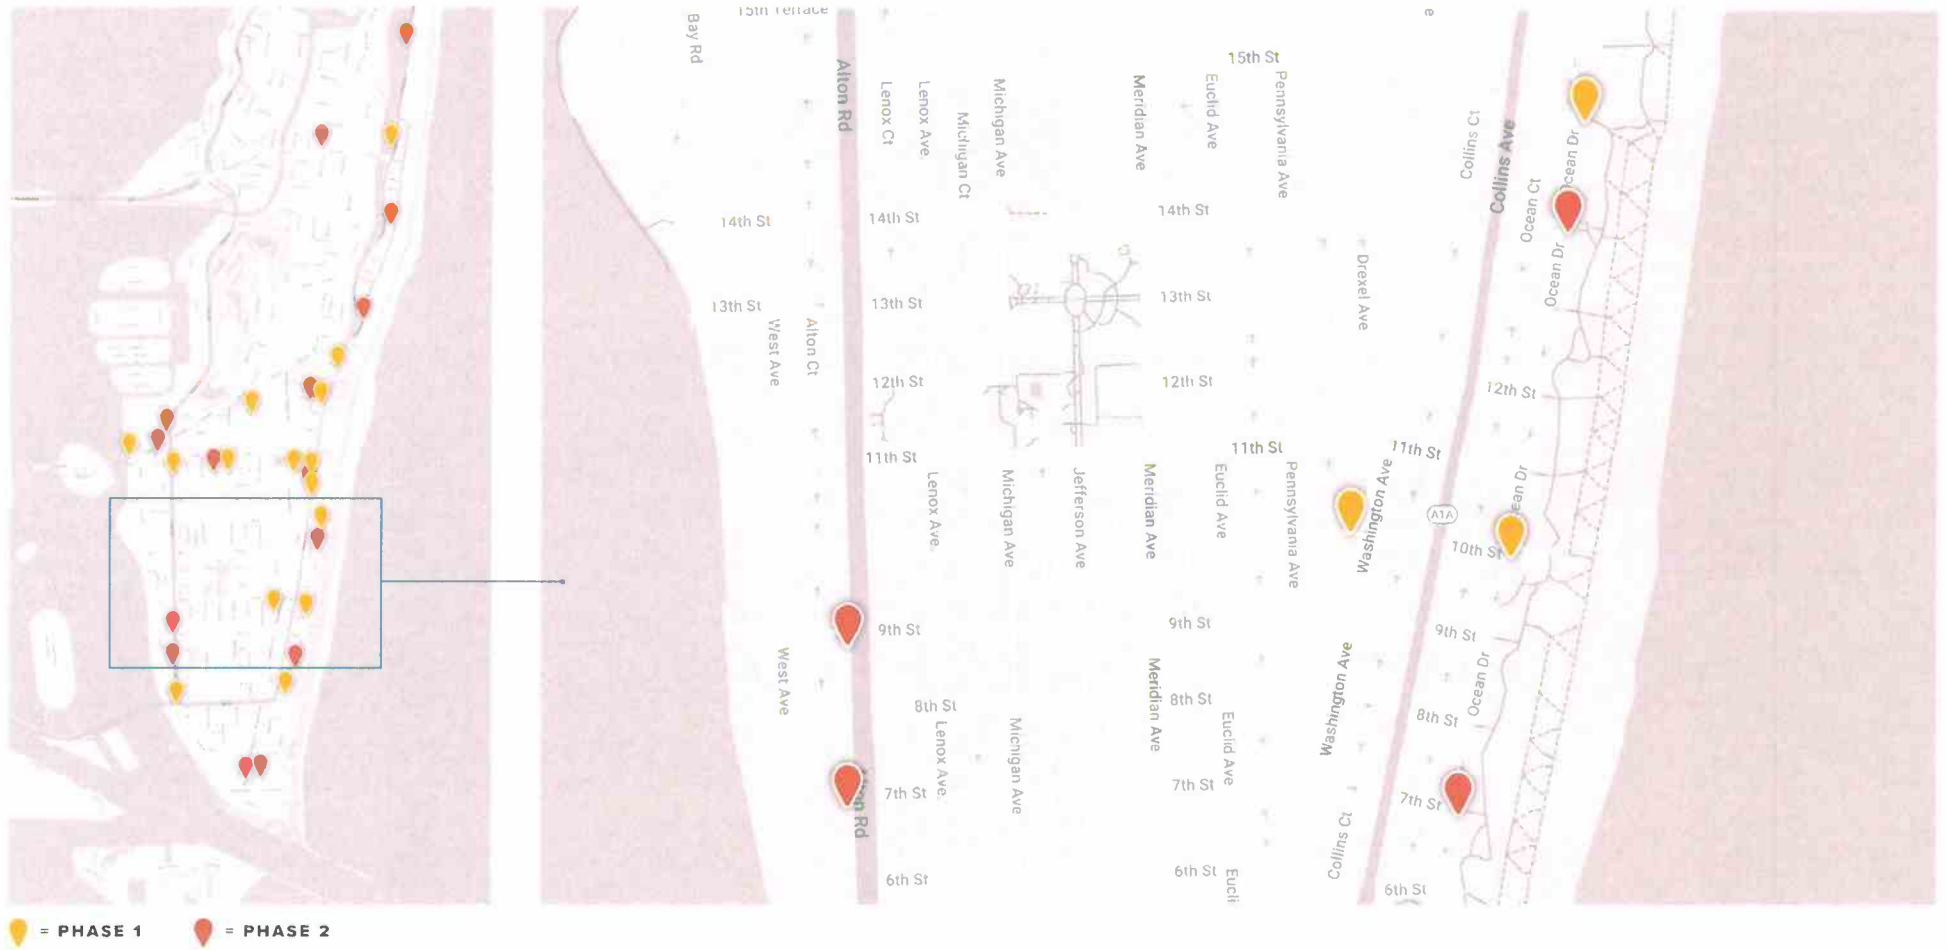 15th Terrace
Bay Rd
Alton Rd
Lenox Ct
Lenox Ave
Michigan Ct
Michigan Ave
Meridian Ave
Euclid Ave
15th St
Pennsylvania Ave
Collins Ct
Collins Ave
Ocean Ct
Ocean Dr
14th St
14th St
14th St
13th St
13th St
13th St
Drexel Ave
West Ave
Alton Ct
12th St
12th St
12th St
11th St
11th St
11th St
Lenox Ave
Michigan Ave
Jefferson Ave
Meridian Ave
Euclid Ave
Pennsylvania Ave
Washington Ave
A1A
10th St
9th St
9th St
9th St
West Ave
Meridian Ave
Washington Ave
Ocean Dr
8th St
8th St
8th St
Lenox Ave
Michigan Ave
Euclid Ave
7th St
7th St
7th St
Collins Ct
6th St
6th St
6th St
= PHASE 1
= PHASE 2